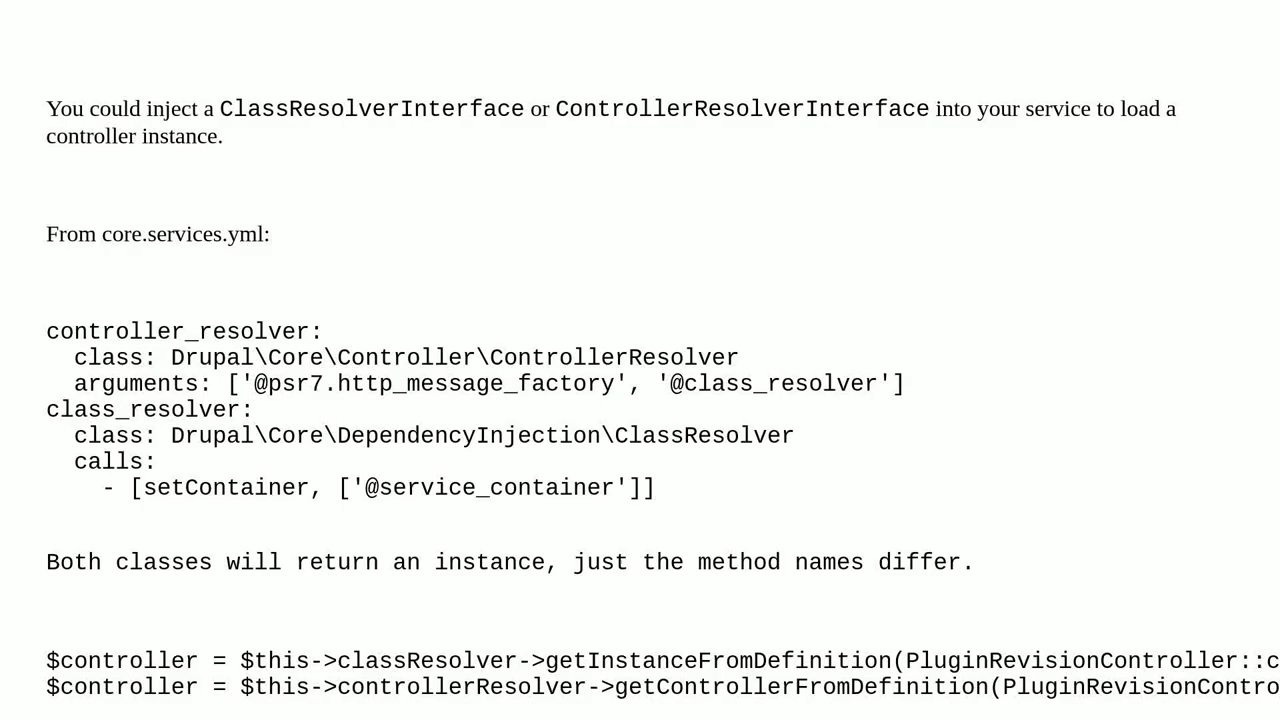 You could inject a ClassResolverInterface or ControllerResolverInterface into your service to load a
controller instance.
From core.services.yml:
controller_resolver:
  class: Drupal\Core\Controller\ControllerResolver
  arguments: ['@psr7.http_message_factory', '@class_resolver']
class_resolver:
  class: Drupal\Core\DependencyInjection\ClassResolver
  calls:
    - [setContainer, ['@service_container']]
Both classes will return an instance, just the method names differ.
$controller = $this->classResolver->getInstanceFromDefinition(PluginRevisionController::c
$controller = $this->controllerResolver->getControllerFromDefinition(PluginRevisionContro